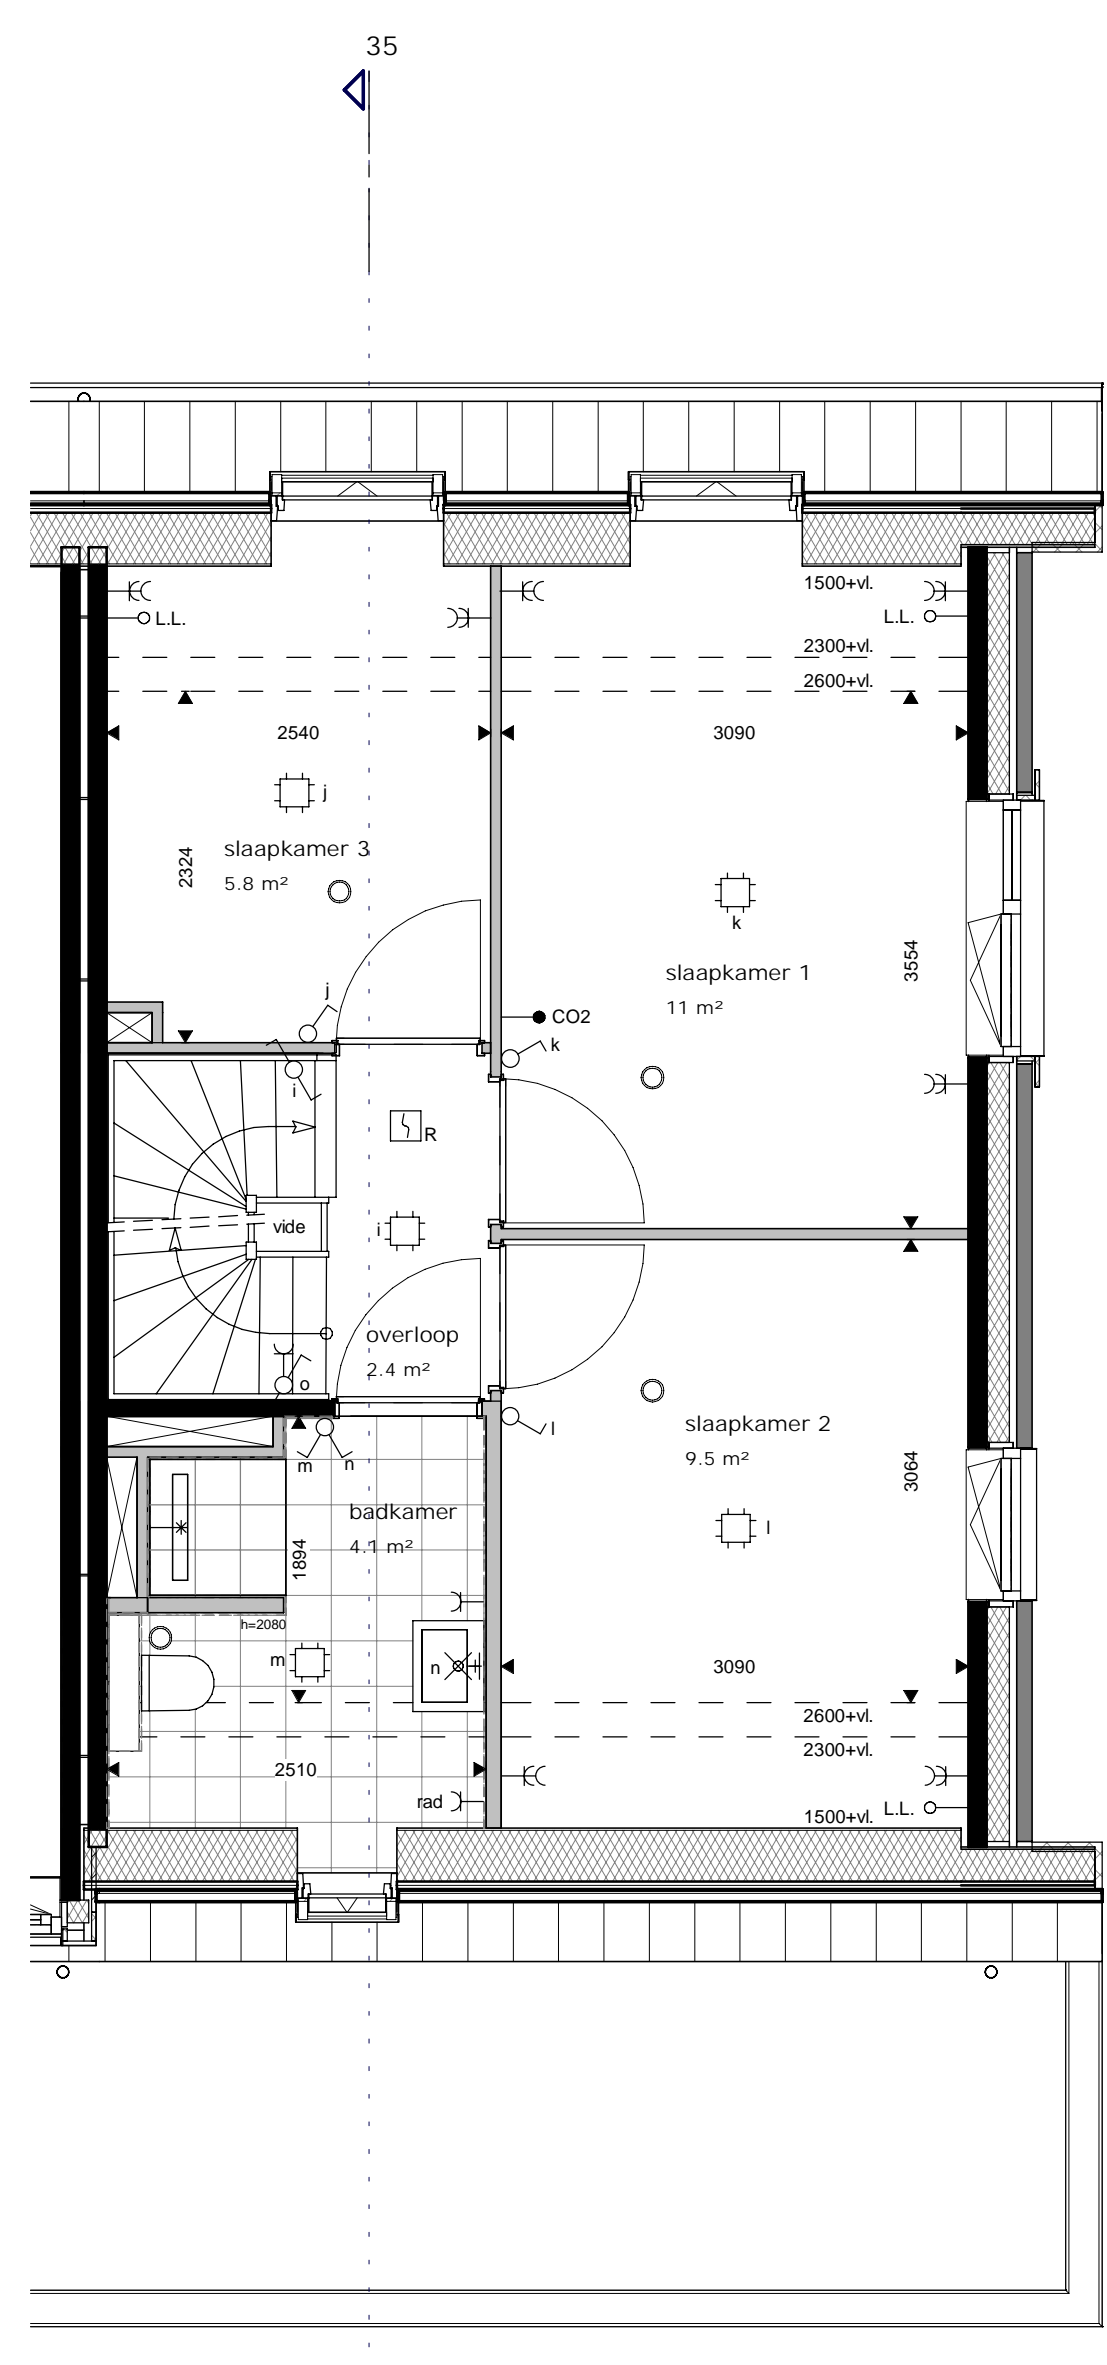 35
1500+vl.
L.L.
L.L.
2300+vl.
2600+vl.
2540
3090
j
slaapkamer 3
5.8 m²
2324
k
slaapkamer 1
11 m²
3554
j
CO2
k
i
R
i
vide
overloop
2.4 m²
o
l
slaapkamer 2
9.5 m²
3064
m
n
badkamer
4.1 m²
1894
l
h=2080
m
n
3090
2600+vl.
2300+vl.
2510
rad
1500+vl.
L.L.